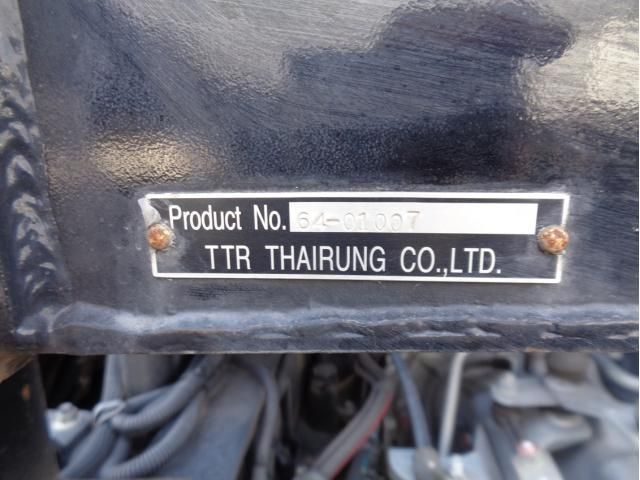 Product No. 64-01007
TTR THAIRUNG CO.,LTD.